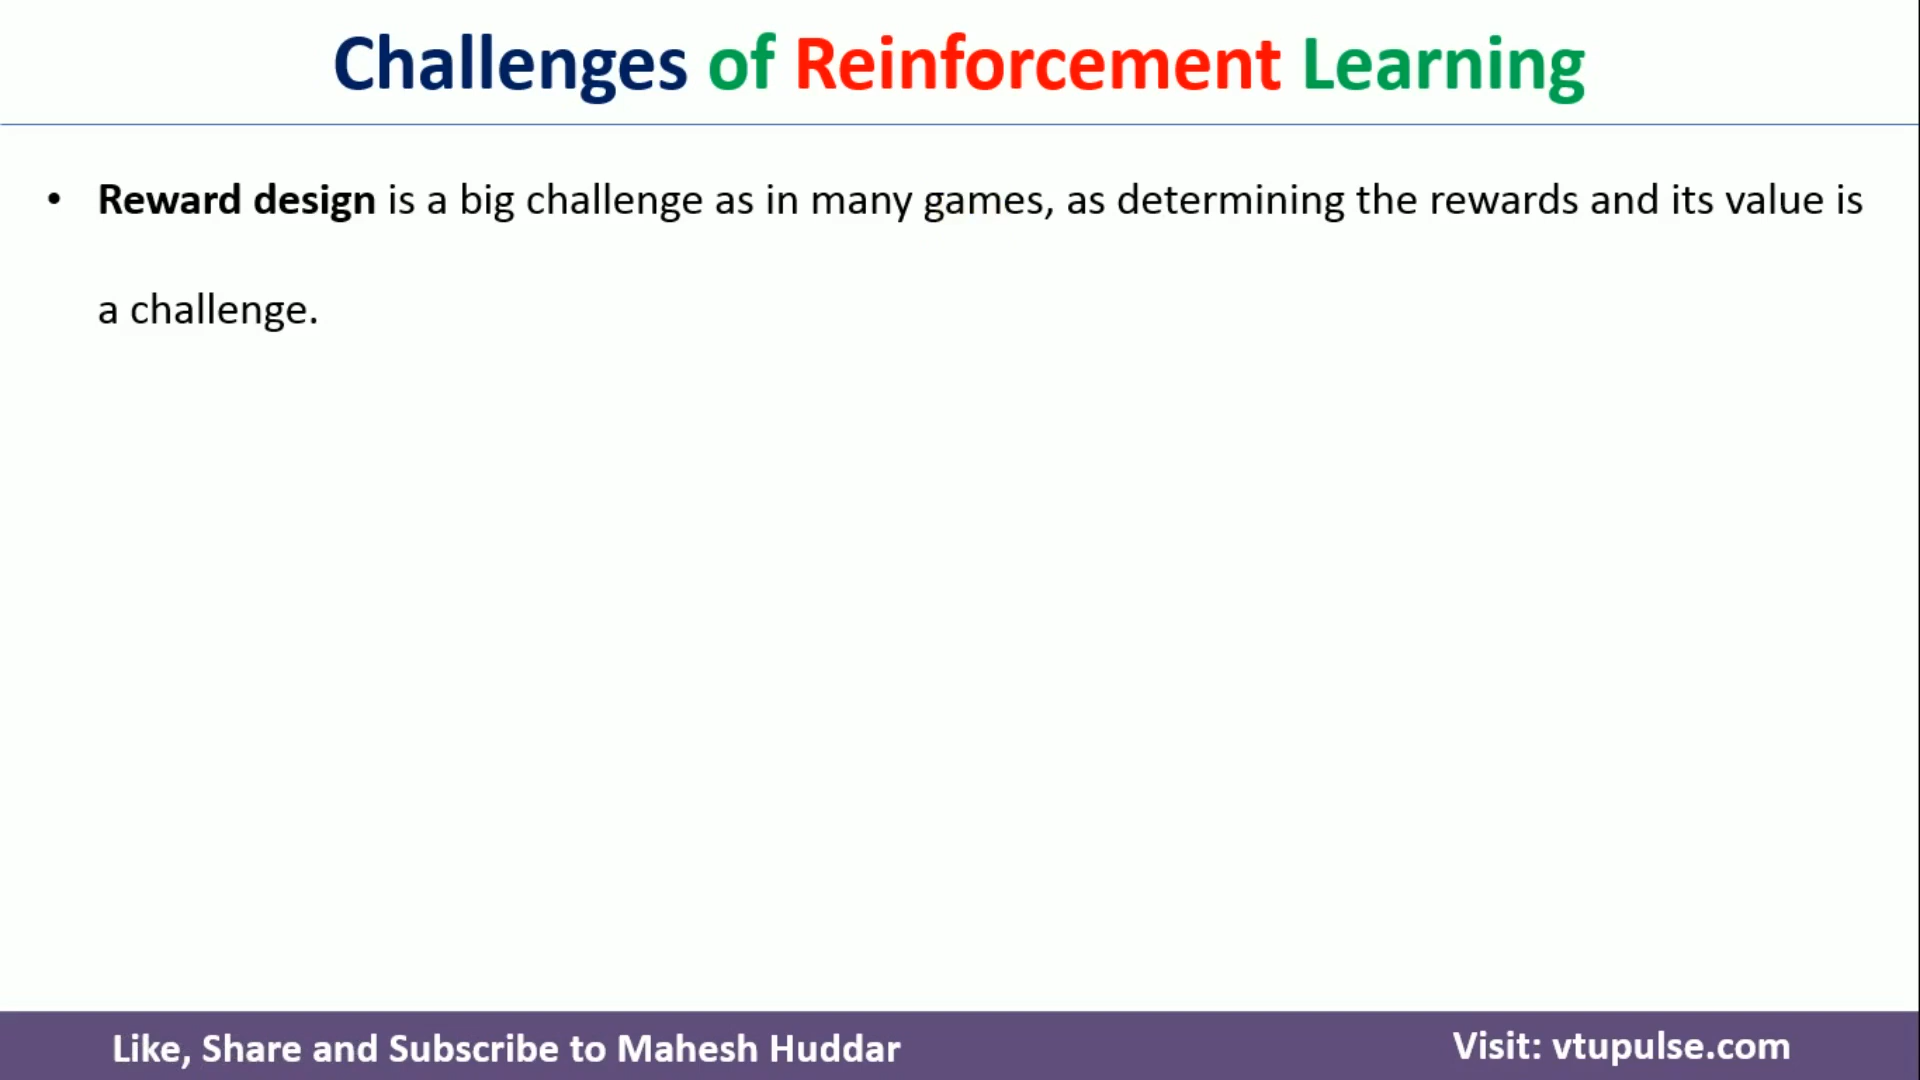 Challenges of Reinforcement Learning
• Reward design is a big challenge as in many games, as determining the rewards and its value is
a challenge.
Like, Share and Subscribe to Mahesh Huddar
Visit: vtupulse.com